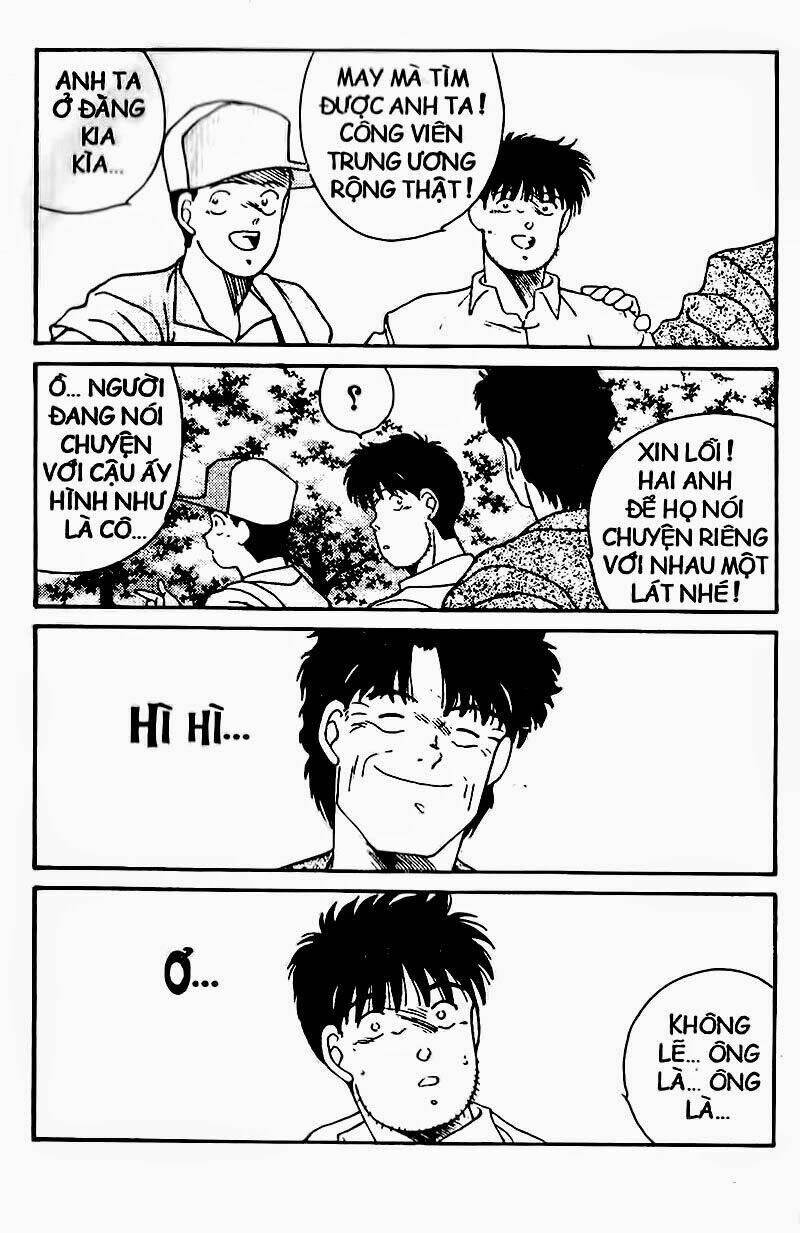 ANH TA
Ở ĐẰNG
KIA
KÌA...
MAY MÀ TÌM
ĐƯỢC ANH TA!
CÔNG VIÊN
TRUNG ƯƠNG
RỘNG THẬT!
Ồ... NGƯỜI
ĐANG NÓI
CHUYỆN
VỚI CẬU ẤY
HÌNH NHƯ
LÀ CÔ...
?
XIN LỖI!
HAI ANH
ĐỂ HỌ NÓI
CHUYỆN RIÊNG
VỚI NHAU MỘT
LÁT NHÉ!
HÌ HÌ...
Ơ...
KHÔNG
LẼ... ÔNG
LÀ... ÔNG
LÀ...